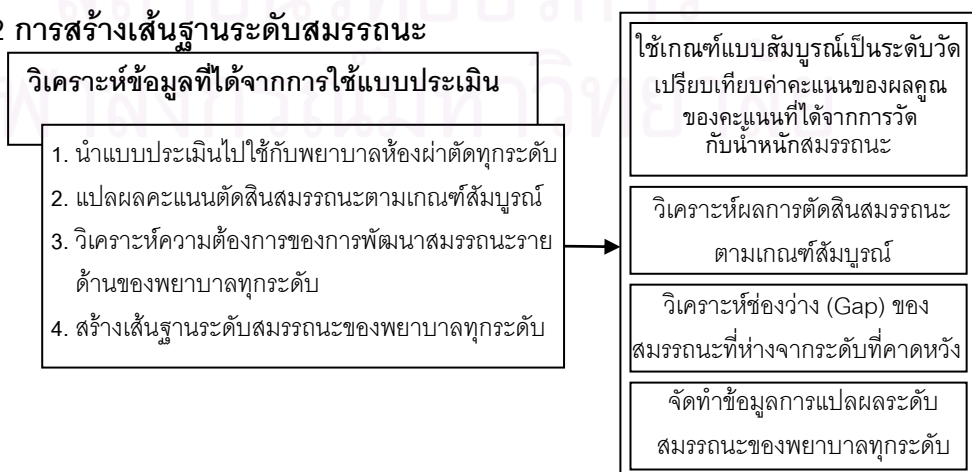 2 การสร้างเส้นฐานระดับสมรรถนะ
วิเคราะห์ข้อมูลที่ได้จากการใช้แบบประเมิน
1. นำแบบประเมินไปใช้กับพยาบาลห้องผ่าตัดทุกระดับ
2. แปลผลคะแนนตัดสินสมรรถนะตามเกณฑ์สัมบูรณ์
3. วิเคราะห์ความต้องการของการพัฒนาสมรรถนะราย
ด้านของพยาบาลทุกระดับ
4. สร้างเส้นฐานระดับสมรรถนะของพยาบาลทุกระดับ
ใช้เกณฑ์แบบสัมบูรณ์เป็นระดับวัด
เปรียบเทียบค่าคะแนนของผลคูณ
ของคะแนนที่ได้จากการวัด
กับน้ำหนักสมรรถนะ
วิเคราะห์ผลการตัดสินสมรรถนะ
ตามเกณฑ์สัมบูรณ์
วิเคราะห์ช่องว่าง (Gap) ของ
สมรรถนะที่ห่างจากระดับที่คาดหวัง
จัดทำข้อมูลการแปลผลระดับ
สมรรถนะของพยาบาลทุกระดับ